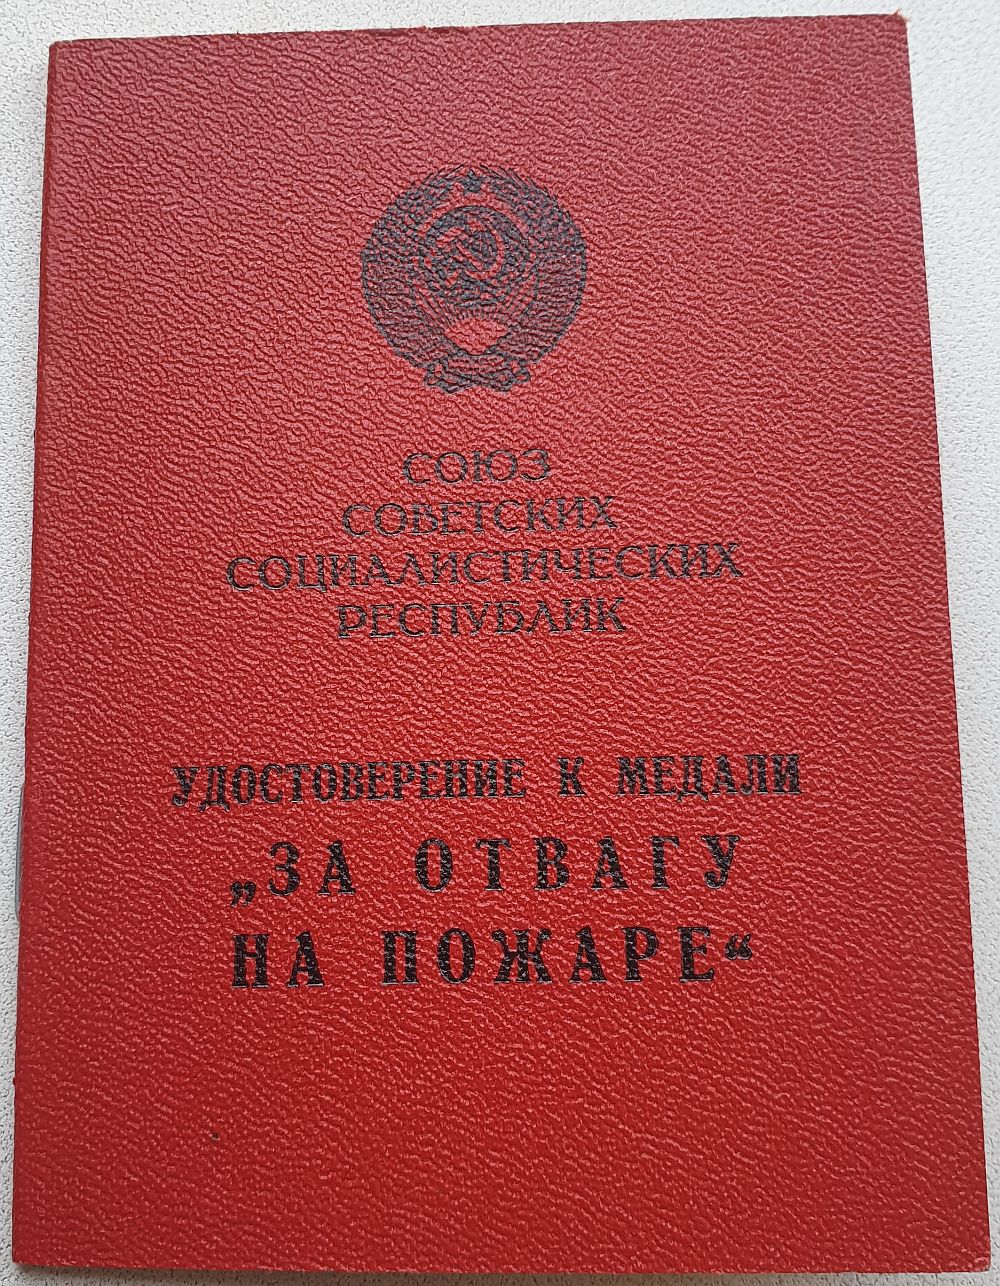 СОЮЗ
СОВЕТСКИХ
СОЦИАЛИСТИЧЕСКИХ
РЕСПУБЛИК
УДОСТОВЕРЕНИЕ К МЕДАЛИ
„ЗА ОТВАГУ
НА ПОЖАРЕ“